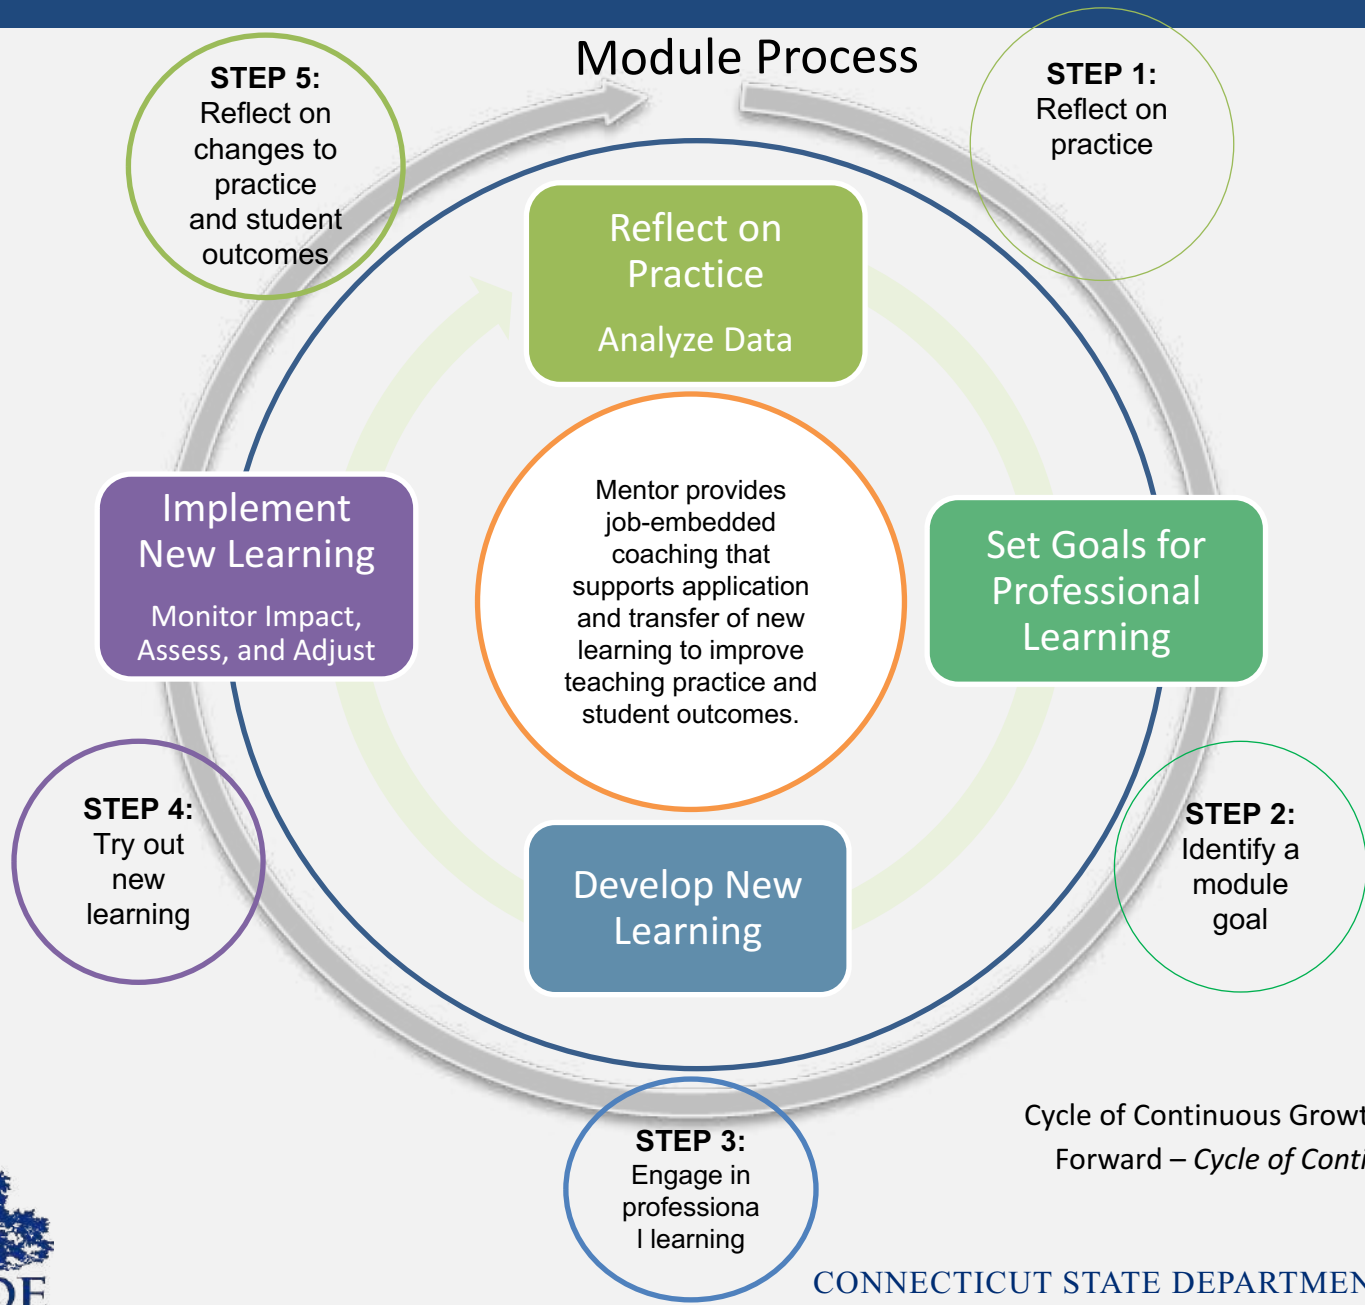 Module Process
STEP 1:
Reflect on
practice
STEP 5:
Reflect on
changes to
practice
and student
outcomes
Reflect on
Practice
Analyze Data
Implement
New Learning
Monitor Impact,
Assess, and Adjust
Mentor provides
job-embedded
coaching that
supports application
and transfer of new
learning to improve
teaching practice and
student outcomes.
Set Goals for
Professional
Learning
STEP 2:
Identify a
module
goal
STEP 4:
Try out
new
learning
Develop New
Learning
STEP 3:
Engage in
professiona
l learning
Cycle of Continuous Growt
Forward – Cycle of Conti
CONNECTICUT STATE DEPARTMEN